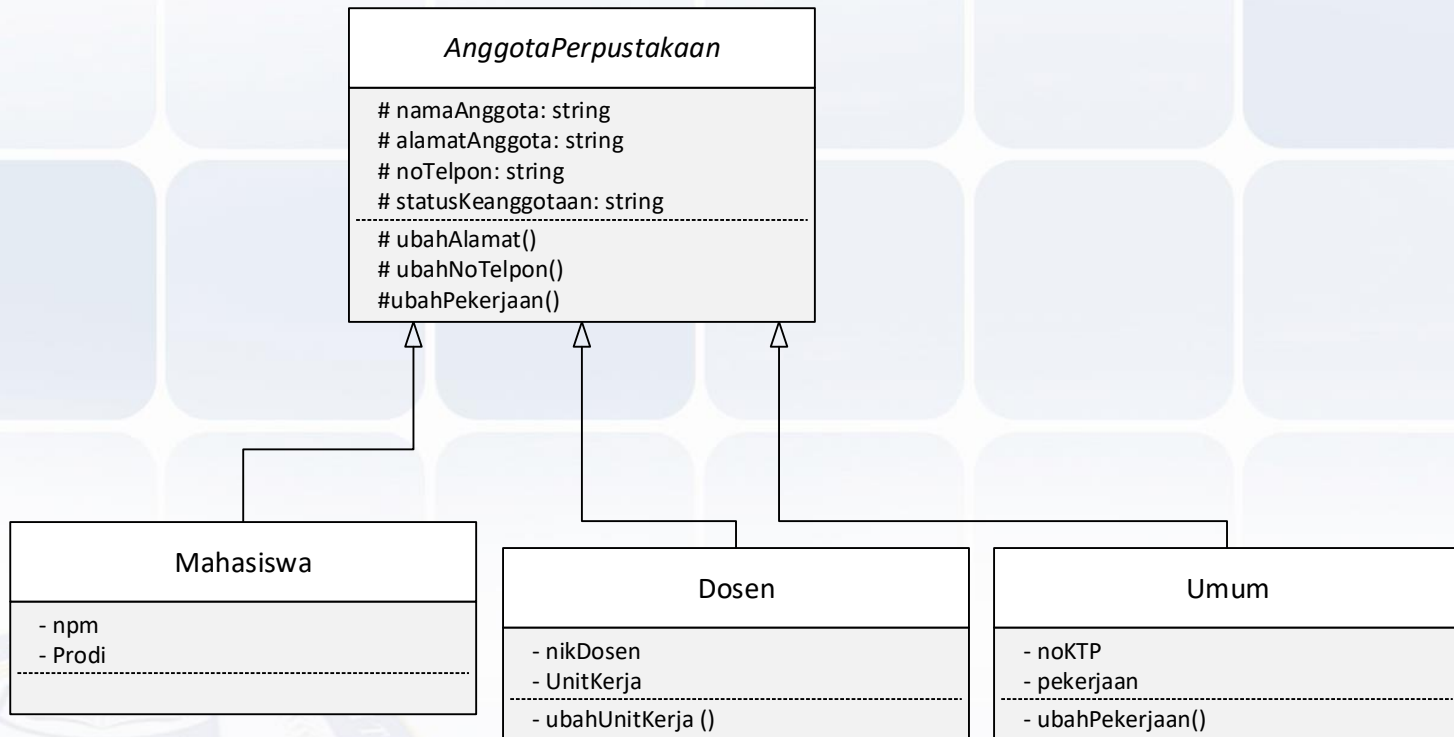 AnggotaPerpustakaan
# namaAnggota: string
# alamatAnggota: string
# noTelpon: string
# statusKeanggotaan: string
# ubahAlamat()
# ubahNoTelpon()
#ubahPekerjaan()
Mahasiswa
- npm
- Prodi
Dosen
- nikDosen
- UnitKerja
- ubahUnitKerja ()
Umum
- noKTP
- pekerjaan
- ubahPekerjaan()